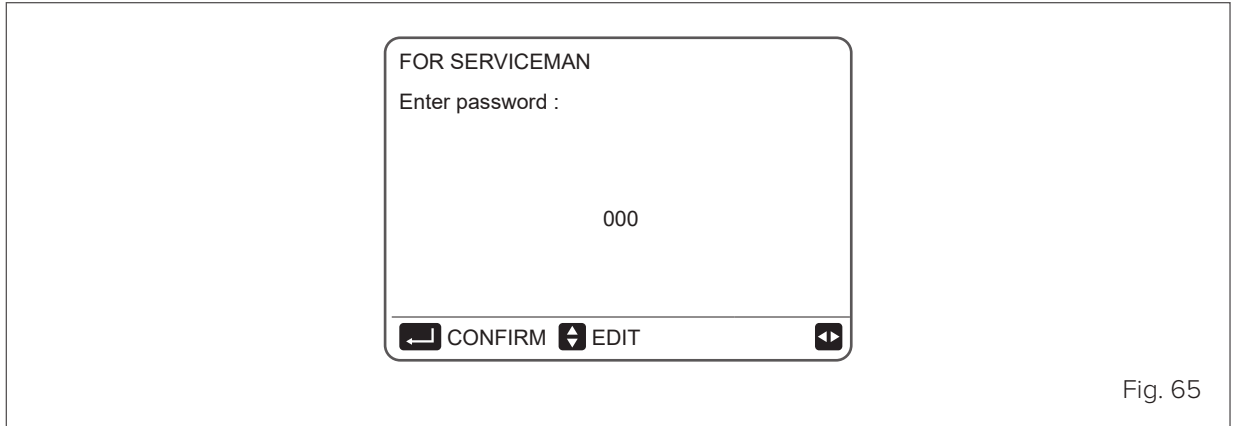 FOR SERVICEMAN
Enter password :
000
CONFIRM EDIT
Fig. 65